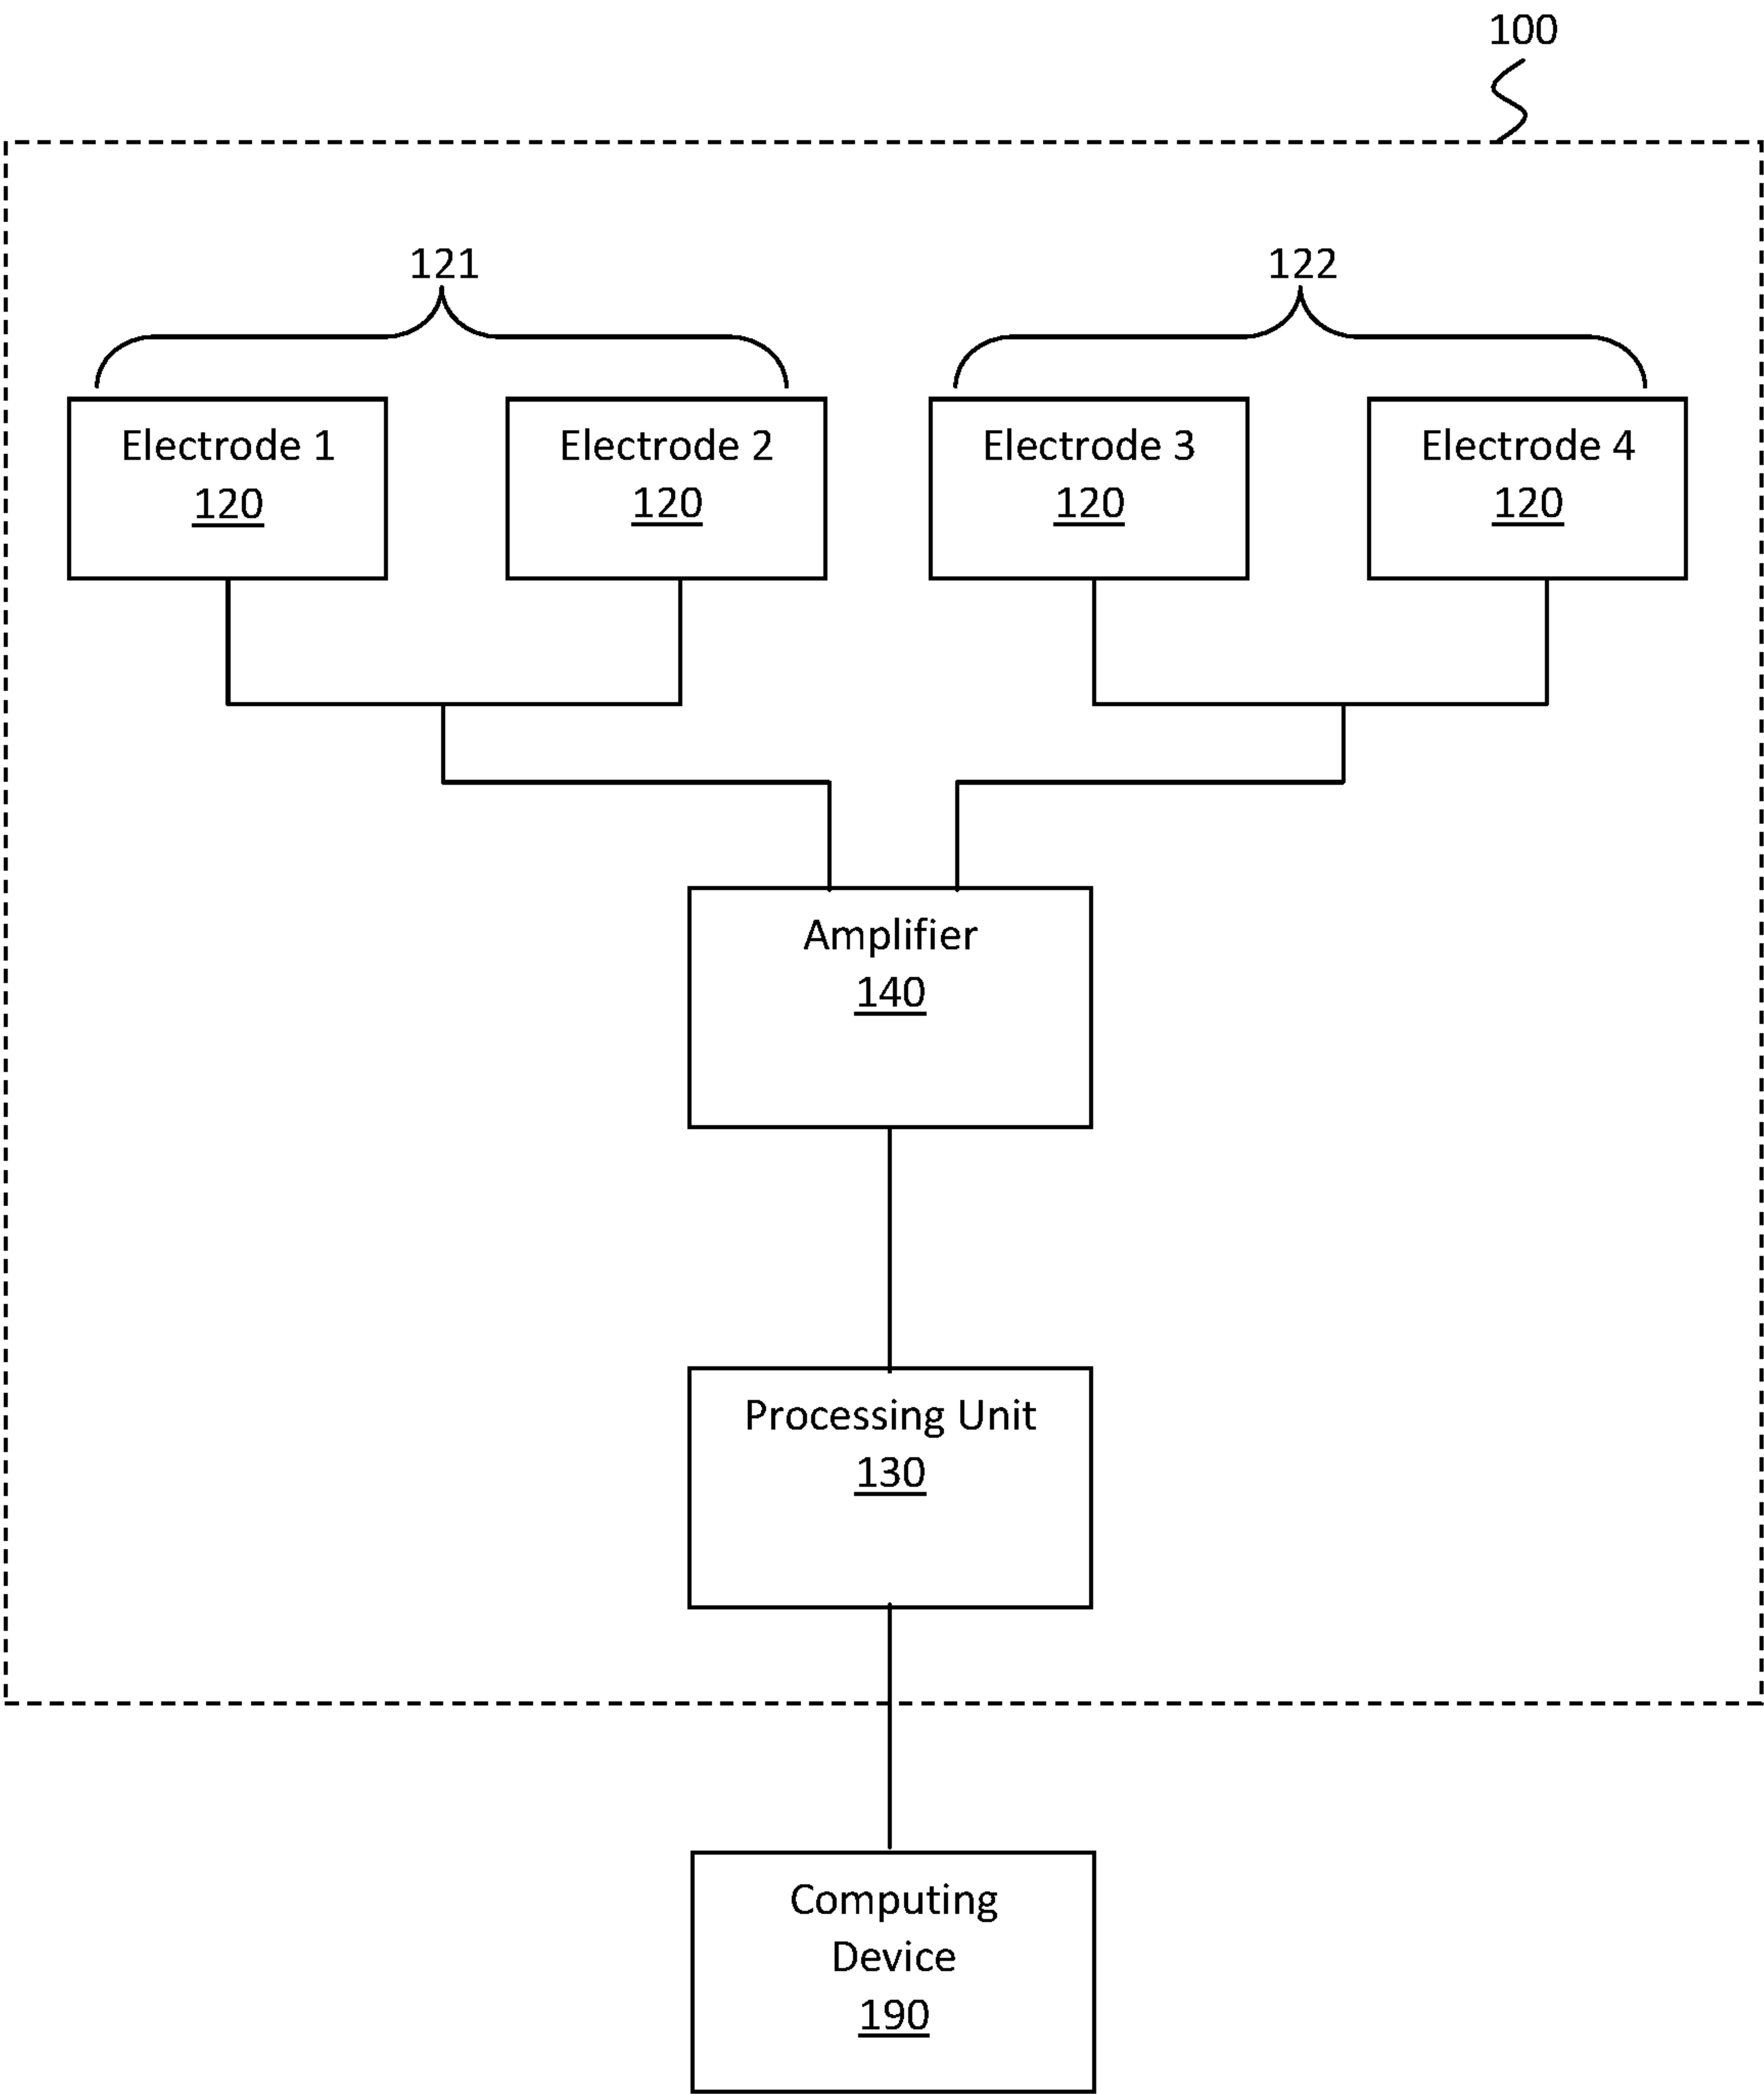 100
121
122
Electrode 1
120
Electrode 2
120
Electrode 3
120
Electrode 4
120
Amplifier
140
Processing Unit
130
Computing
Device
190